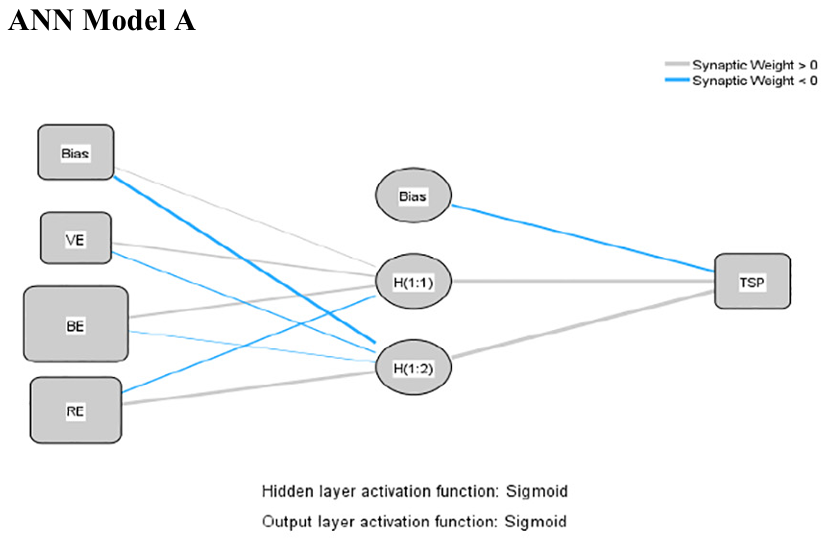 ANN Model A
Synaptic Weight > 0
Synaptic Weight < 0
Bias
Bias
VE
H(1:1)
TSP
BE
H(1:2)
RE
Hidden layer activation function: Sigmoid
Output layer activation function: Sigmoid